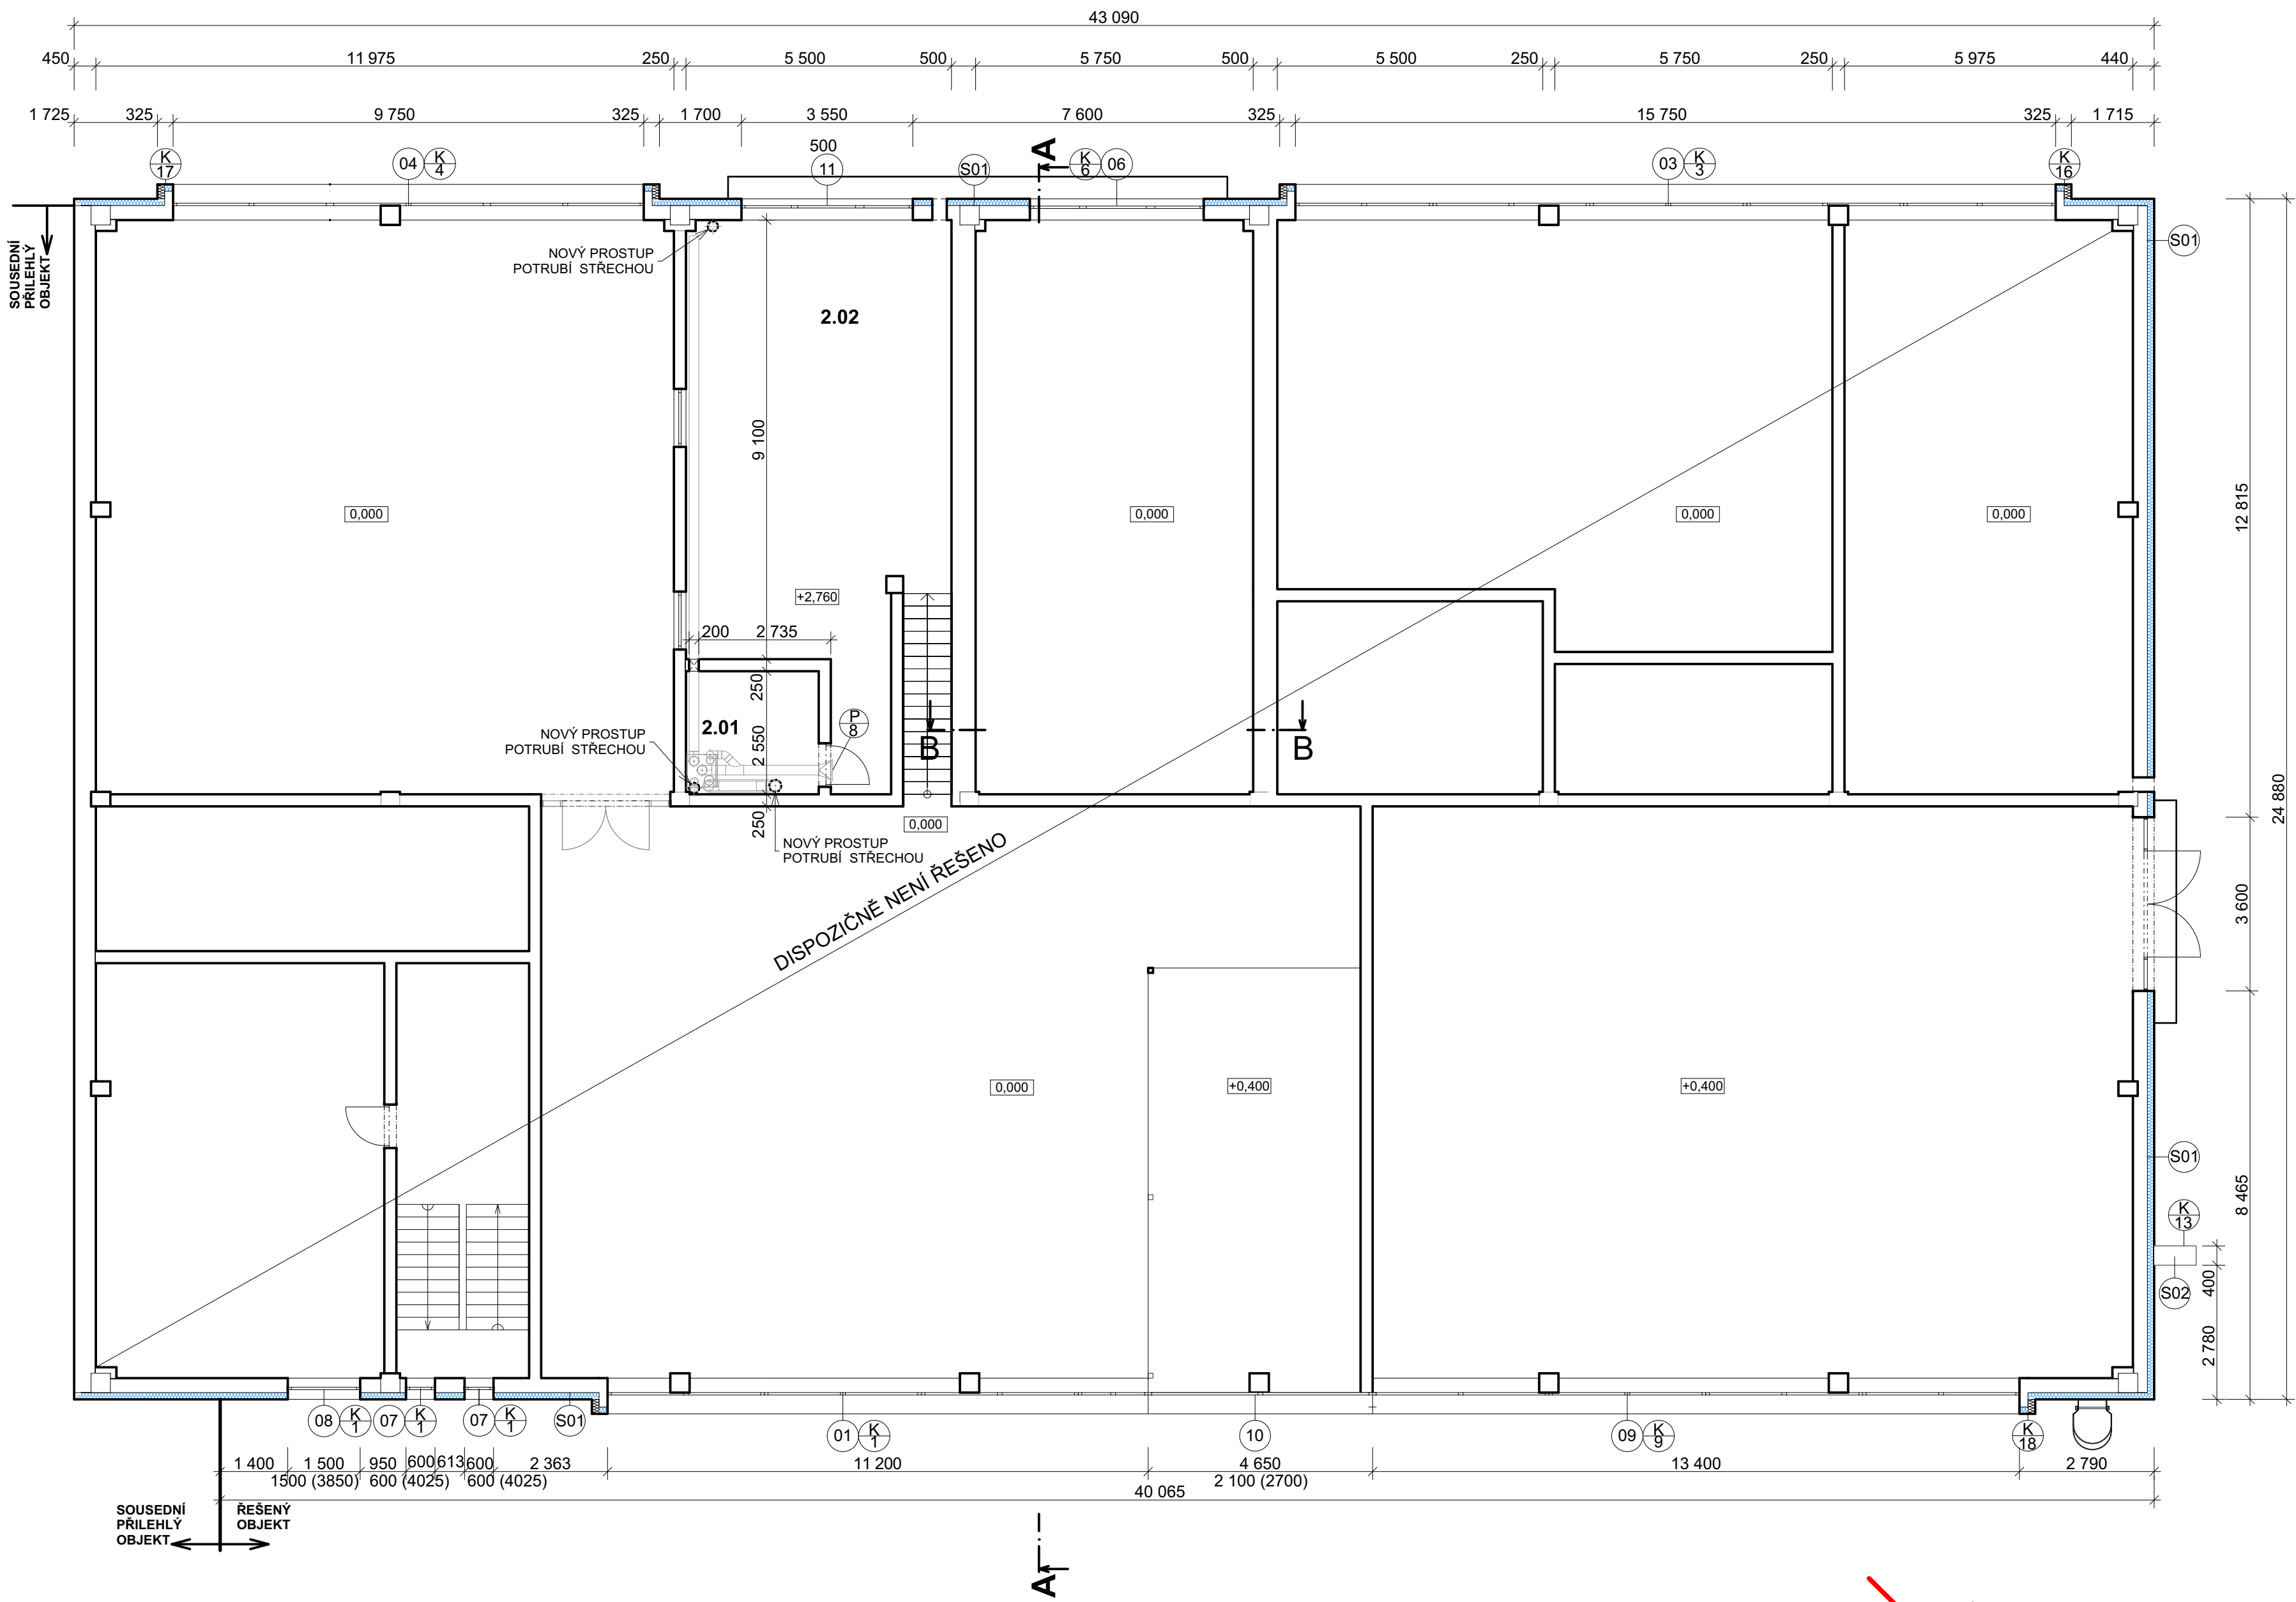 43 090
450 11 975 250 5 500 500 5 750 500 5 500 250 5 750 250 5 975 440
1 725 325 9 750 325 1 700 3 550 7 600 325 15 750 325 1 715
500
K 17
04 K 4
11
S01
A
K 6 06
03 K 3
K 16
SOUSEDNÍ
PŘILEHLÝ
OBJEKT
NOVÝ PROSTUP
POTRUBÍ STŘECHOU
S01
2.02
9 100
0,000
0,000
0,000
0,000
12 815
+2,760
200 2 735
250
2.01
P 8
NOVÝ PROSTUP
POTRUBÍ STŘECHOU
2 550
B
B
24 880
250
0,000
NOVÝ PROSTUP
POTRUBÍ STŘECHOU
DISPOZIČNĚ NENÍ ŘEŠENO
3 600
0,000
+0,400
+0,400
S01
8 465
K 13
S02
400
2 780
08 K 1 07 K 1 07 K 1 S01
01 K 1
10
09 K 9
K 18
1 400 1 500 950 600 613 600 2 363 11 200 4 650 13 400 2 790
1500 (3850) 600 (4025) 600 (4025) 2 100 (2700)
40 065
SOUSEDNÍ
PŘILEHLÝ
OBJEKT
ŘEŠENÝ
OBJEKT
A